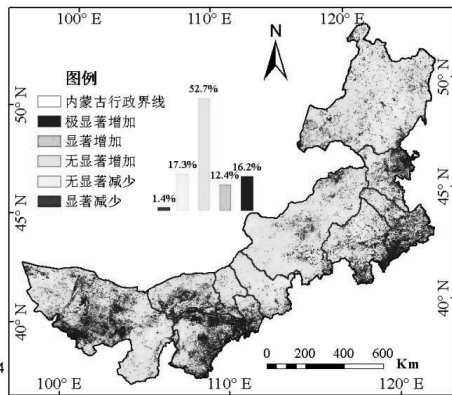 100° E
110° E
120° E
N
图例
内蒙古行政界线
极显著增加
显著增加
无显著增加
无显著减少
显著减少
1.4%
17.3%
52.7%
12.4%
16.2%
50° N
45° N
40° N
50° N
45° N
40° N
0 200 400 600
Km
4
100° E
110° E
120° E